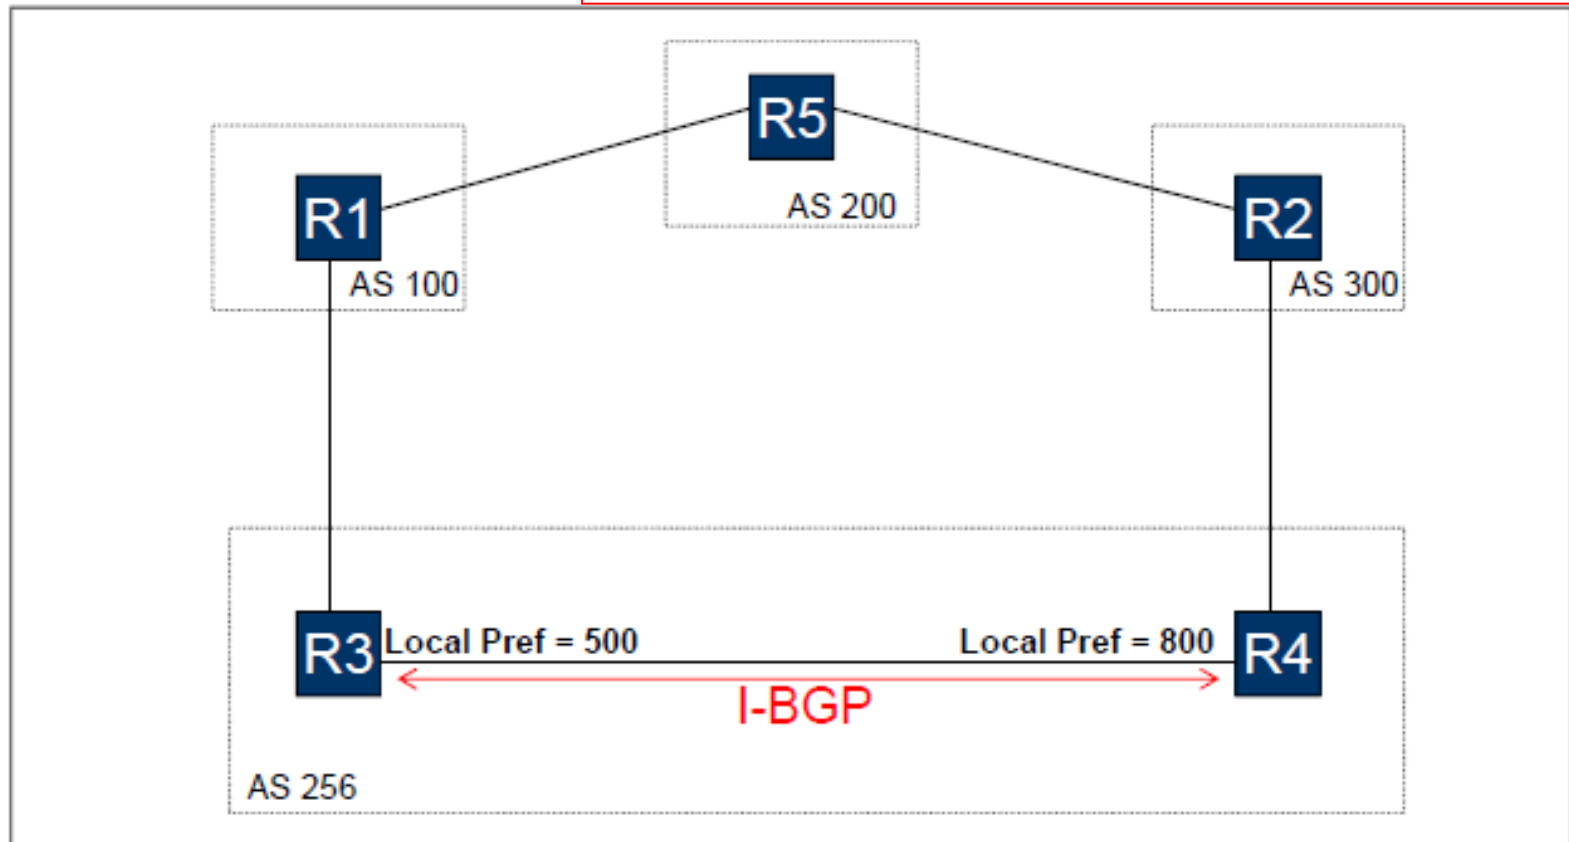 R5
AS 200
R1
AS 100
R2
AS 300
R3
Local Pref = 500
Local Pref = 800
R4
I-BGP
AS 256